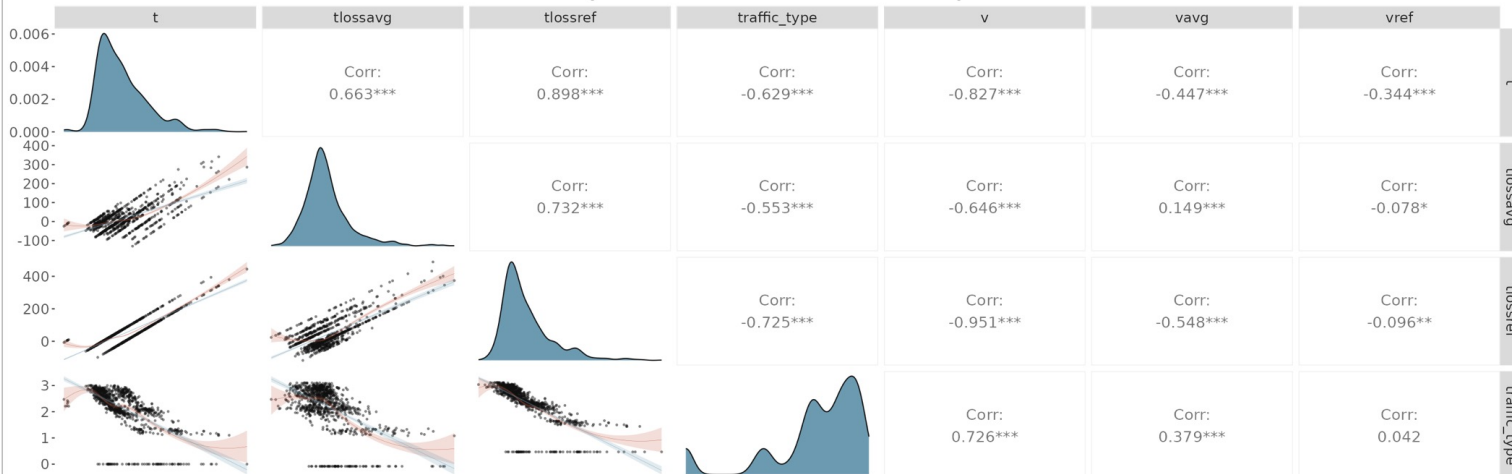 t tlossavg tlossref traffic_type v vavg vref
0.006
0.004
0.002
0.000
Corr:
0.663***
Corr:
0.898***
Corr:
-0.629***
Corr:
-0.827***
Corr:
-0.447***
Corr:
-0.344***
t
400
300
200
100
0
-100
Corr:
0.732***
Corr:
-0.553***
Corr:
-0.646***
Corr:
0.149***
Corr:
-0.078*
tlossavg
400
200
0
Corr:
-0.725***
Corr:
-0.951***
Corr:
-0.548***
Corr:
-0.096**
tlossref
3
2
1
0
Corr:
0.726***
Corr:
0.379***
Corr:
0.042
traffic_type